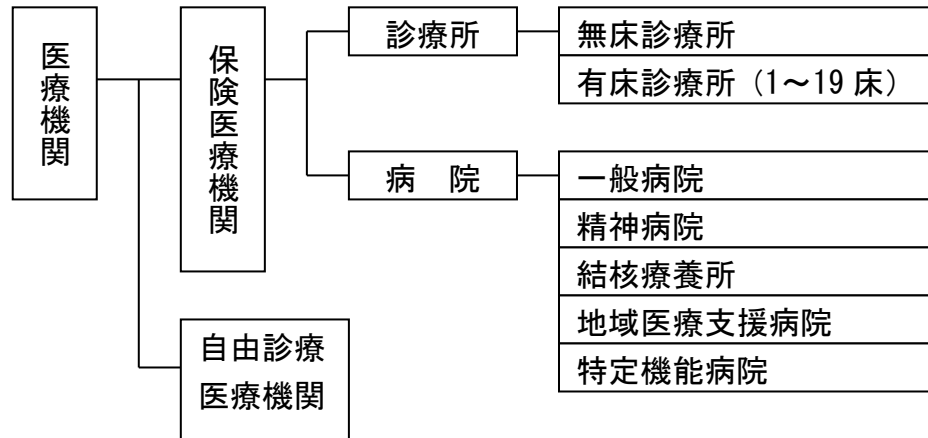 医療機関
保険医療機関
診療所
無床診療所
有床診療所（1～19床）
病　院
一般病院
精神病院
結核療養所
地域医療支援病院
特定機能病院
自由診療
医療機関